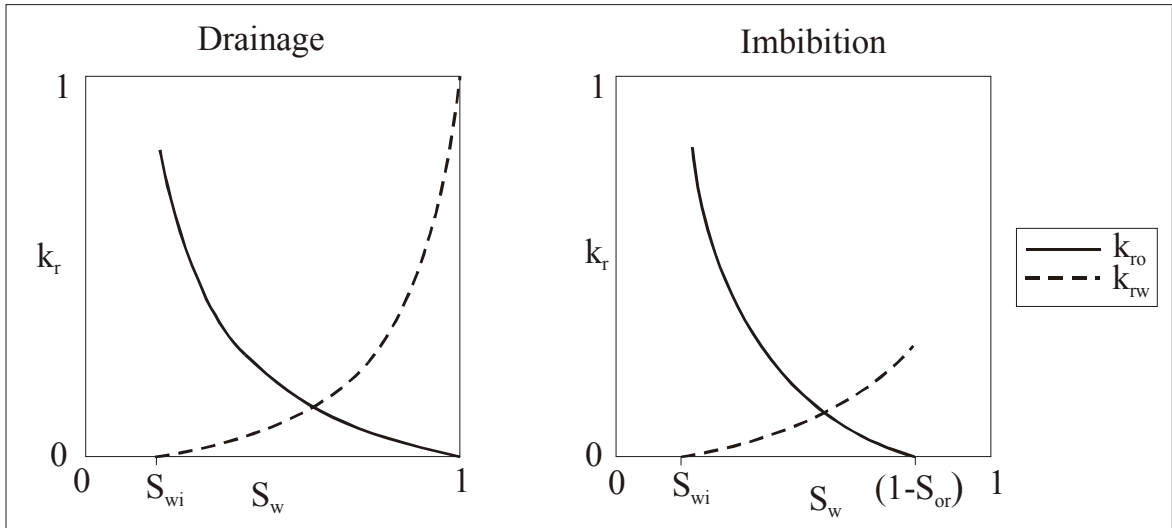 Drainage
1
k_r
0
0 S_wi S_w 1
Imbibition
1
k_r
0
0 S_wi S_w (1-S_or) 1
k_ro
k_rw